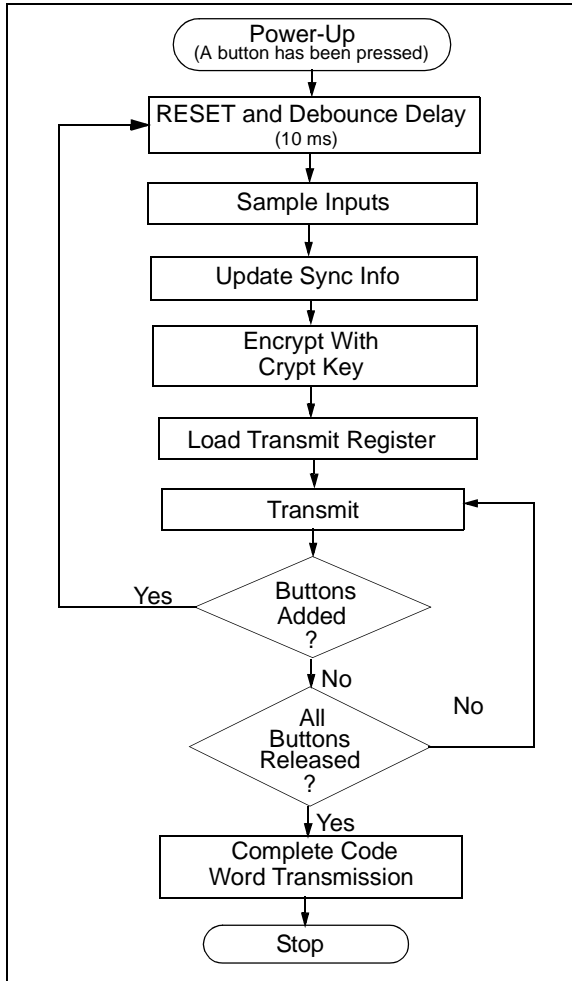 Power-Up
(A button has been pressed)
RESET and Debounce Delay
(10 ms)
Sample Inputs
Update Sync Info
Encrypt With
Crypt Key
Load Transmit Register
Transmit
Yes
Buttons
Added
?
No
No
All
Buttons
Released
?
Yes
Complete Code
Word Transmission
Stop